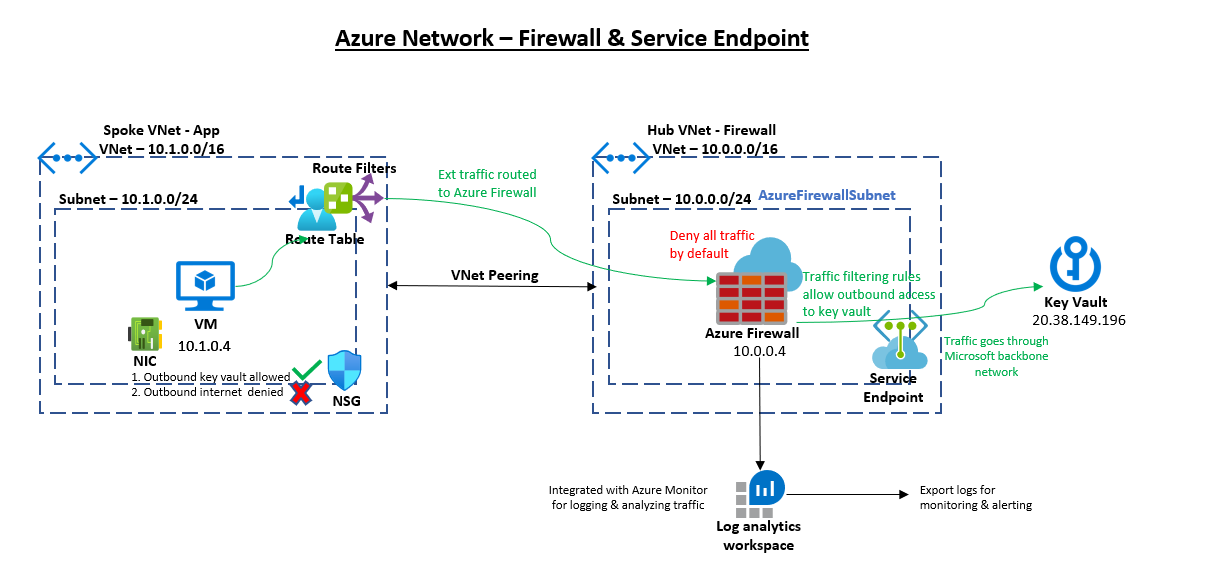 Azure Network – Firewall & Service Endpoint
Spoke VNet - App
VNet – 10.1.0.0/16
Route Filters
Subnet – 10.1.0.0/24
Route Table
VM
10.1.0.4
NIC
1. Outbound key vault allowed
2. Outbound internet denied
NSG
Ext traffic routed
to Azure Firewall
VNet Peering
Hub VNet - Firewall
VNet – 10.0.0.0/16
Subnet – 10.0.0.0/24
AzureFirewallSubnet
Deny all traffic
by default
Traffic filtering rules
allow outbound access
to key vault
Azure Firewall
10.0.0.4
Service
Endpoint
Key Vault
20.38.149.196
Traffic goes through
Microsoft backbone
network
Integrated with Azure Monitor
for logging & analyzing traffic
Log analytics
workspace
Export logs for
monitoring & alerting